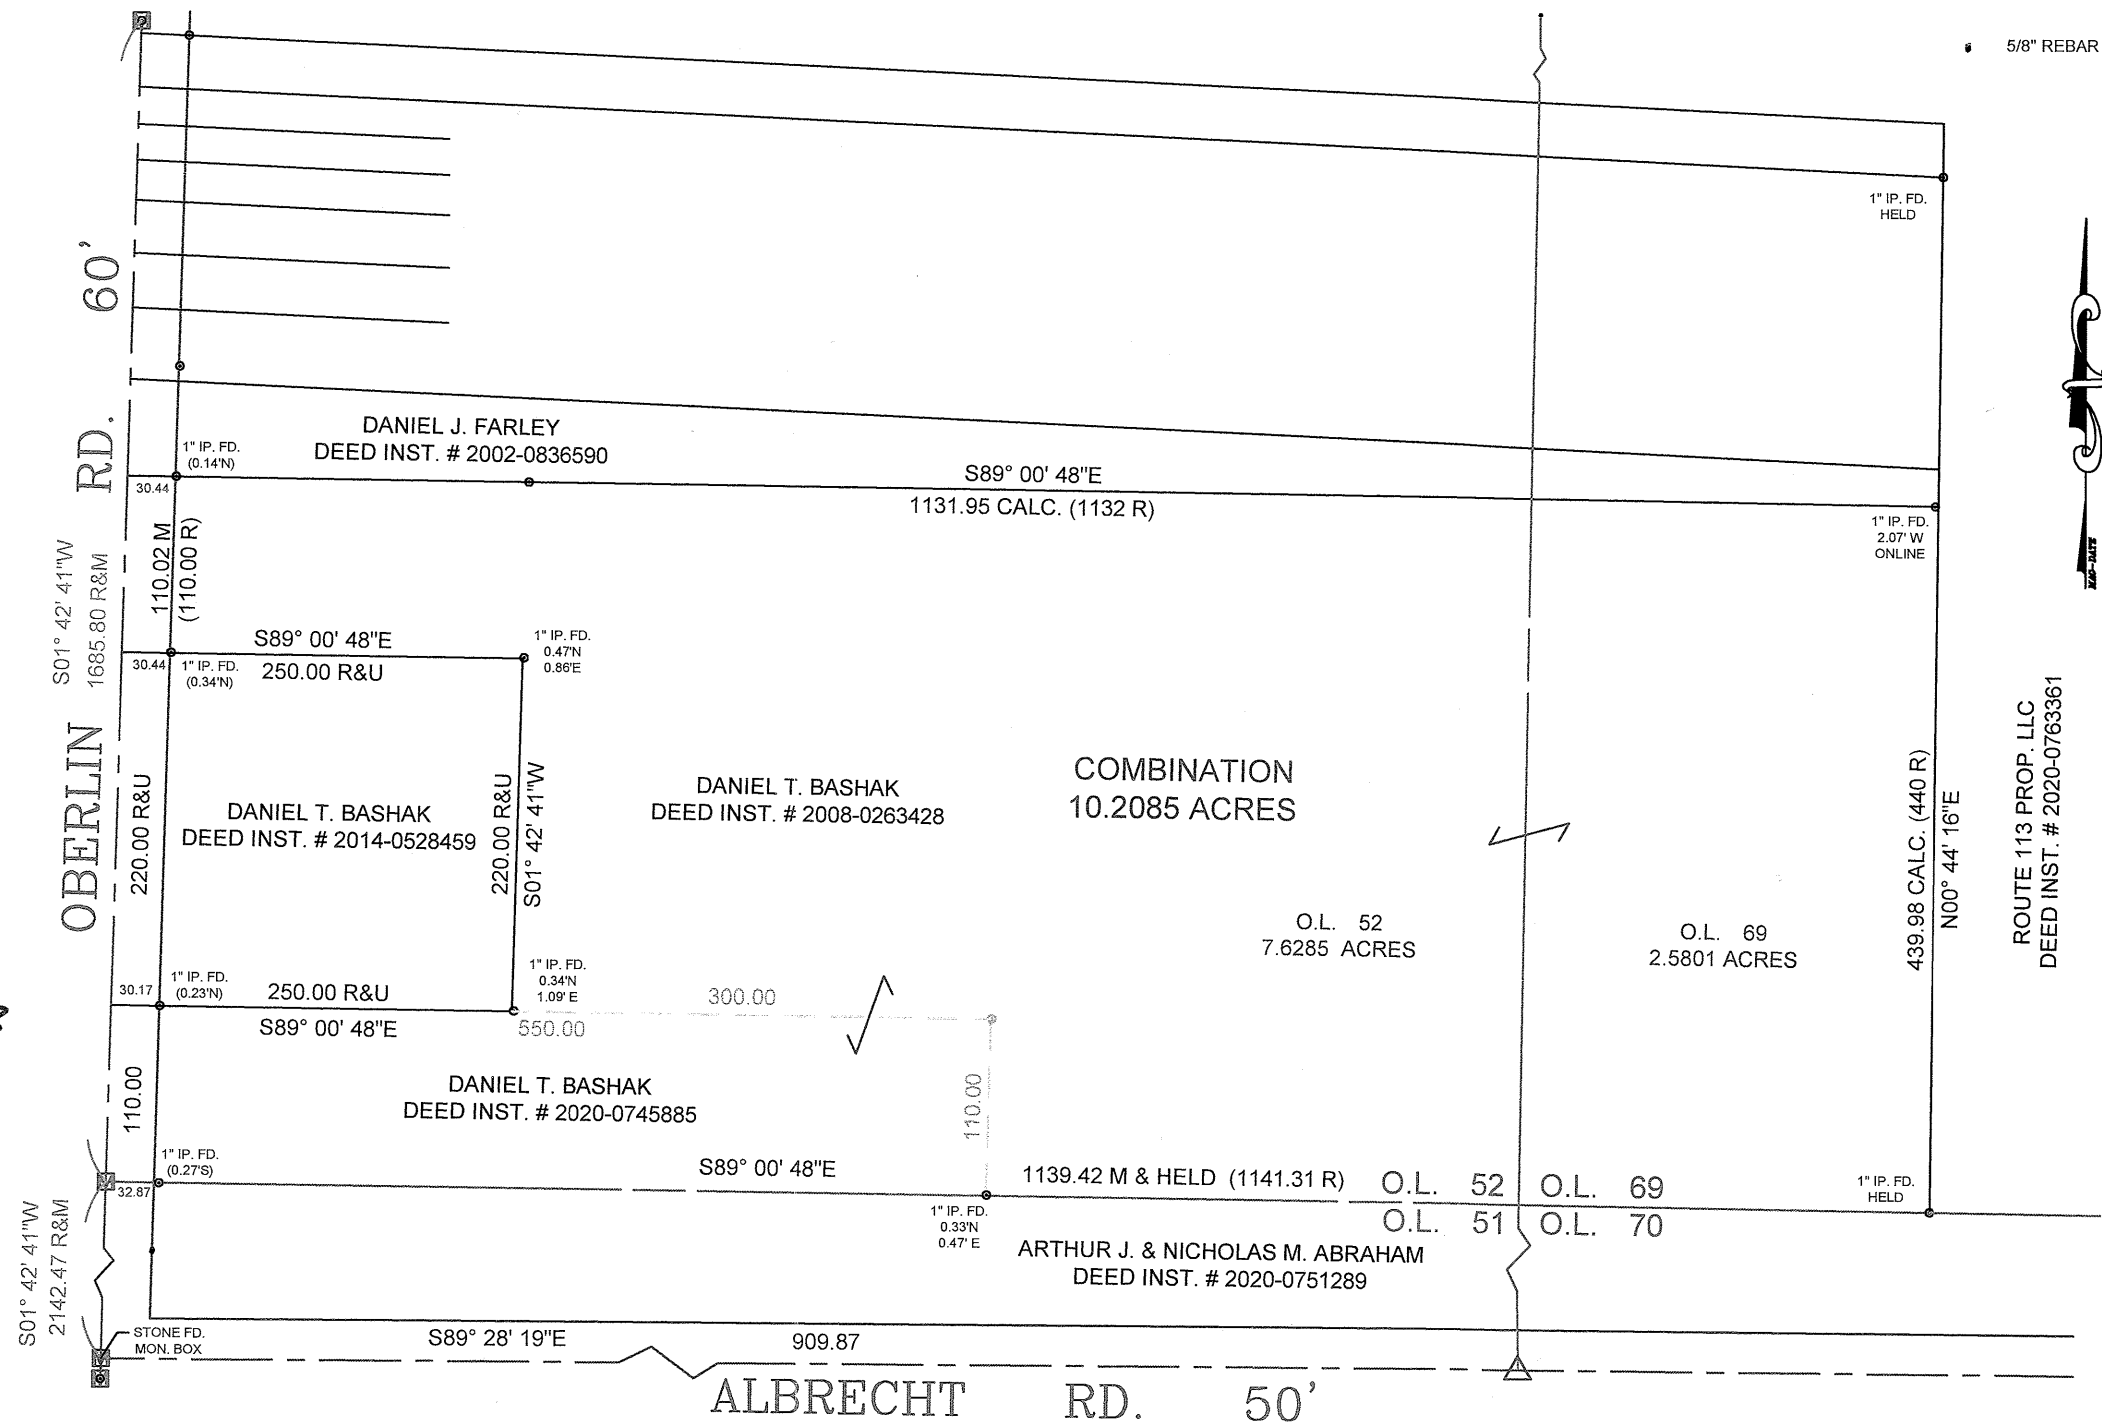 5/8" REBAR
1" IP. FD.
HELD
60'
RD.
OBERLIN
DANIEL J. FARLEY
DEED INST. # 2002-0836590
1" IP. FD.
(0.14'N)
30.44
S89° 00' 48"E
1131.95 CALC. (1132 R)
1" IP. FD.
2.07' W
ONLINE
MAG-DATE
110.02 M
(110.00 R)
S01° 42' 41"W
1685.80 R&M
S89° 00' 48"E
250.00 R&U
30.44
1" IP. FD.
(0.34'N)
1" IP. FD.
0.47'N
0.86'E
220.00 R&U
DANIEL T. BASHAK
DEED INST. # 2014-0528459
220.00 R&U
S01° 42' 41"W
DANIEL T. BASHAK
DEED INST. # 2008-0263428
COMBINATION
10.2085 ACRES
439.98 CALC. (440 R)
N00° 44' 16"E
ROUTE 113 PROP. LLC
DEED INST. # 2020-0763361
O.L. 52
7.6285 ACRES
O.L. 69
2.5801 ACRES
30.17
1" IP. FD.
(0.23'N)
250.00 R&U
S89° 00' 48"E
1" IP. FD.
0.34'N
1.09' E
300.00
550.00
110.00
DANIEL T. BASHAK
DEED INST. # 2020-0745885
110.00
1" IP. FD.
(0.27'S)
32.87
S89° 00' 48"E
1139.42 M & HELD (1141.31 R)
O.L. 52
O.L. 69
O.L. 51
O.L. 70
1" IP. FD.
HELD
1" IP. FD.
0.33'N
0.47' E
ARTHUR J. & NICHOLAS M. ABRAHAM
DEED INST. # 2020-0751289
S01° 42' 41"W
2142.47 R&M
M
M
STONE FD.
MON. BOX
S89° 28' 19"E
909.87
ALBRECHT RD. 50'